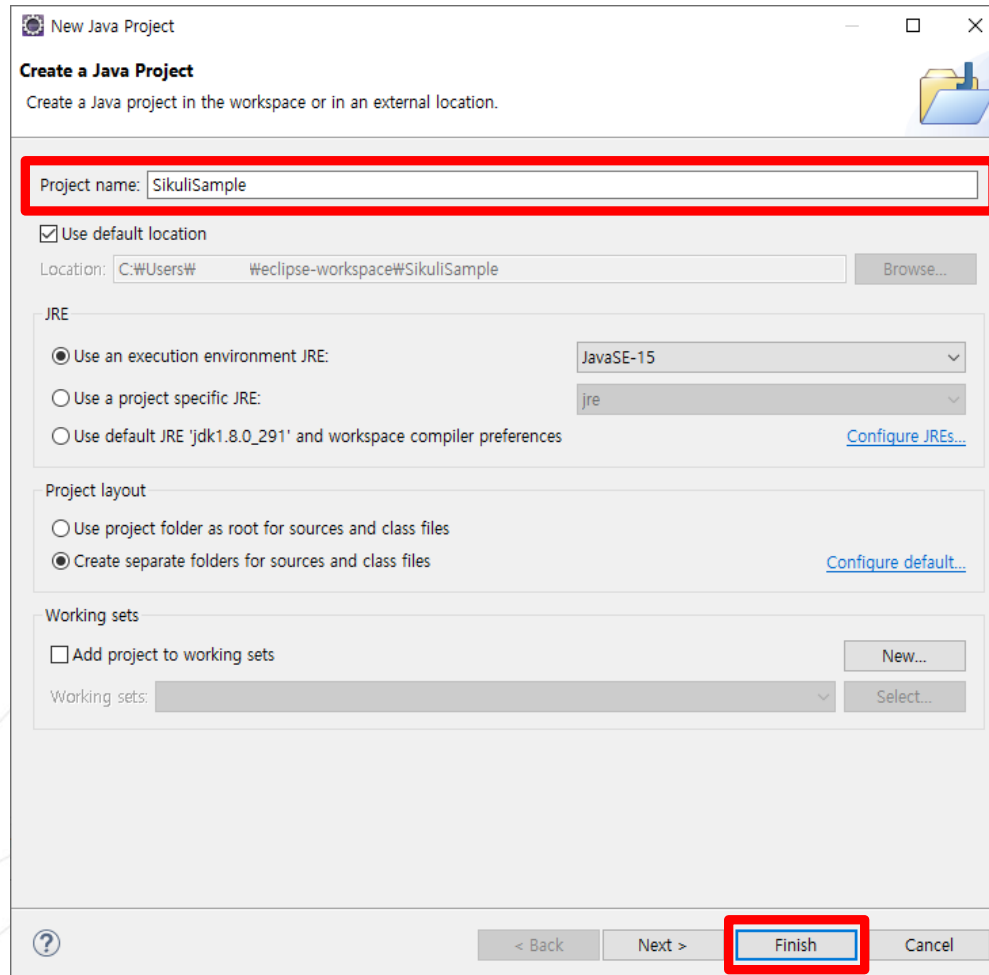 New Java Project
Create a Java Project
Create a Java project in the workspace or in an external location.
Project name: SikuliSample
Use default location
Location: C:₩Users₩ ₩eclipse-workspace₩SikuliSample Browse...
JRE
Use an execution environment JRE: JavaSE-15
Use a project specific JRE: jre
Use default JRE 'jdk1.8.0_291' and workspace compiler preferences Configure JREs...
Project layout
Use project folder as root for sources and class files
Create separate folders for sources and class files Configure default...
Working sets
Add project to working sets New...
Working sets: Select...
? < Back Next > Finish Cancel